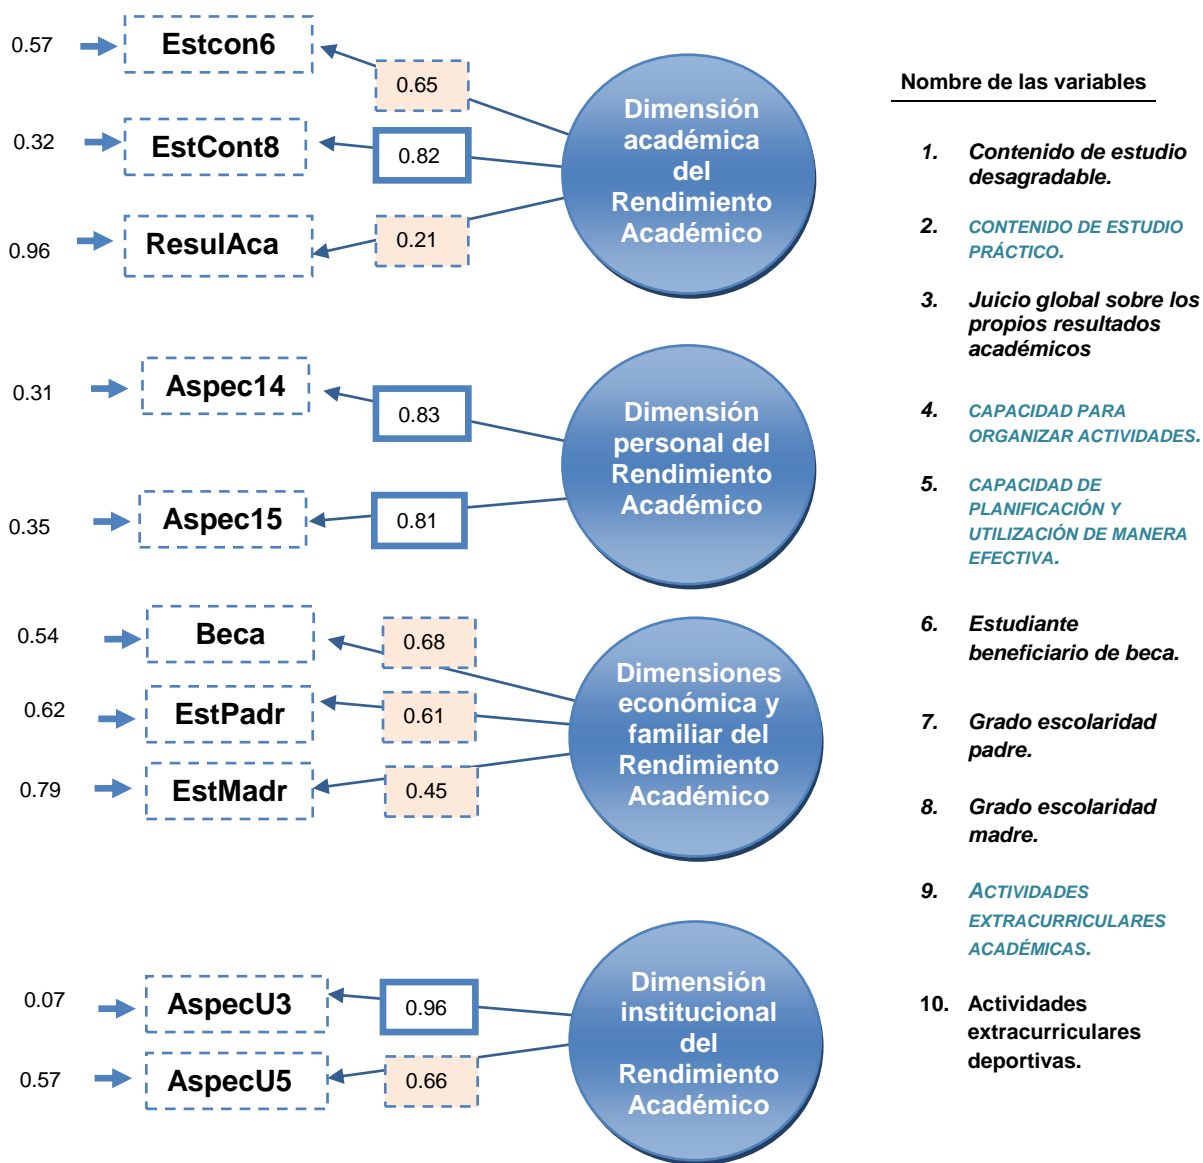 0.57
Estcon6
0.65
0.32
EstCont8
0.82
0.96
ResulAca
0.21
Dimensión
académica
del
Rendimiento
Académico
0.31
Aspec14
0.83
0.35
Aspec15
0.81
Dimensión
personal del
Rendimiento
Académico
0.54
Beca
0.68
0.62
EstPadr
0.61
0.79
EstMadr
0.45
Dimensiones
económica y
familiar del
Rendimiento
Académico
0.07
AspecU3
0.96
0.57
AspecU5
0.66
Dimensión
institucional
del
Rendimiento
Académico
Nombre de las variables
1. Contenido de estudio
desagradable.
2. CONTENIDO DE ESTUDIO
PRÁCTICO.
3. Juicio global sobre los
propios resultados
académicos
4. CAPACIDAD PARA
ORGANIZAR ACTIVIDADES.
5. CAPACIDAD DE
PLANIFICACIÓN Y
UTILIZACIÓN DE MANERA
EFECTIVA.
6. Estudiante
beneficiario de beca.
7. Grado escolaridad
padre.
8. Grado escolaridad
madre.
9. ACTIVIDADES
EXTRACURRICULARES
ACADÉMICAS.
10. Actividades
extracurriculares
deportivas.